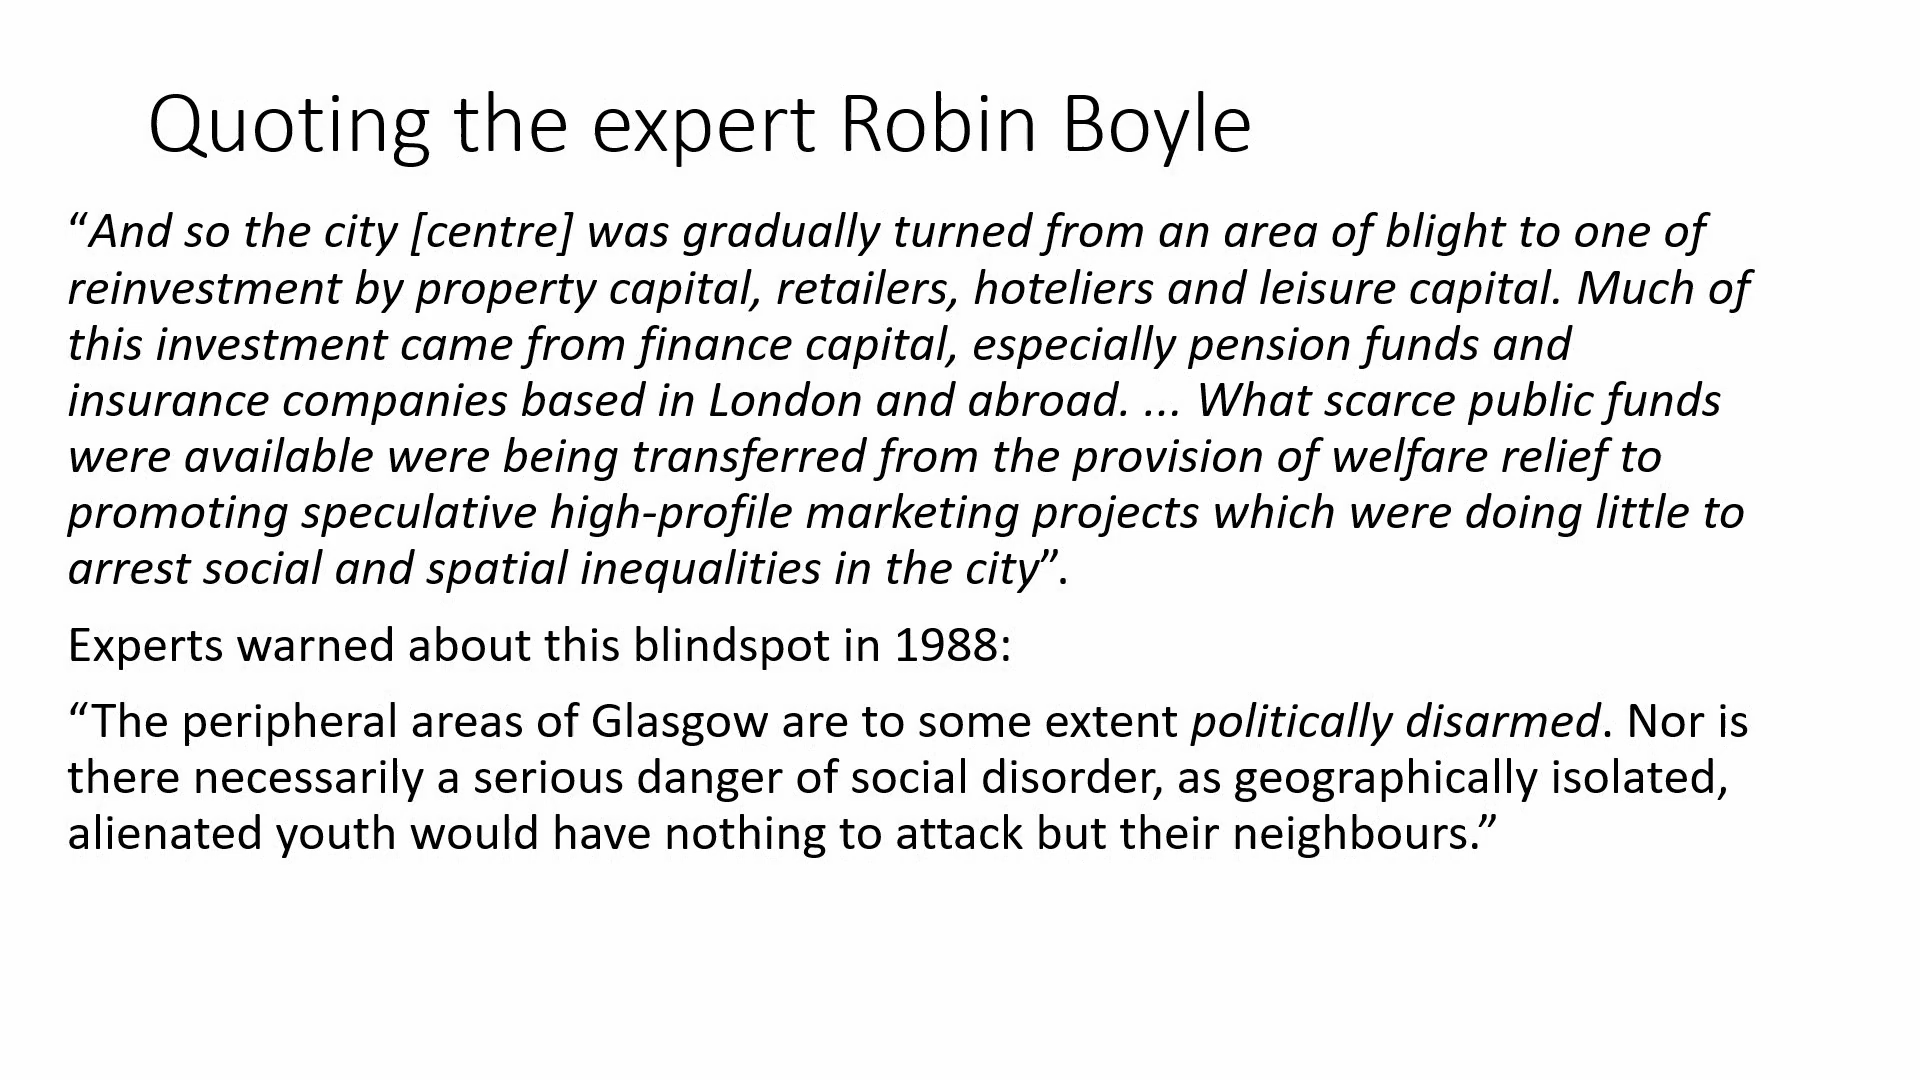 Quoting the expert Robin Boyle
“And so the city [centre] was gradually turned from an area of blight to one of
reinvestment by property capital, retailers, hoteliers and leisure capital. Much of
this investment came from finance capital, especially pension funds and
insurance companies based in London and abroad. ... What scarce public funds
were available were being transferred from the provision of welfare relief to
promoting speculative high-profile marketing projects which were doing little to
arrest social and spatial inequalities in the city”.
Experts warned about this blindspot in 1988:
“The peripheral areas of Glasgow are to some extent politically disarmed. Nor is
there necessarily a serious danger of social disorder, as geographically isolated,
alienated youth would have nothing to attack but their neighbours.”